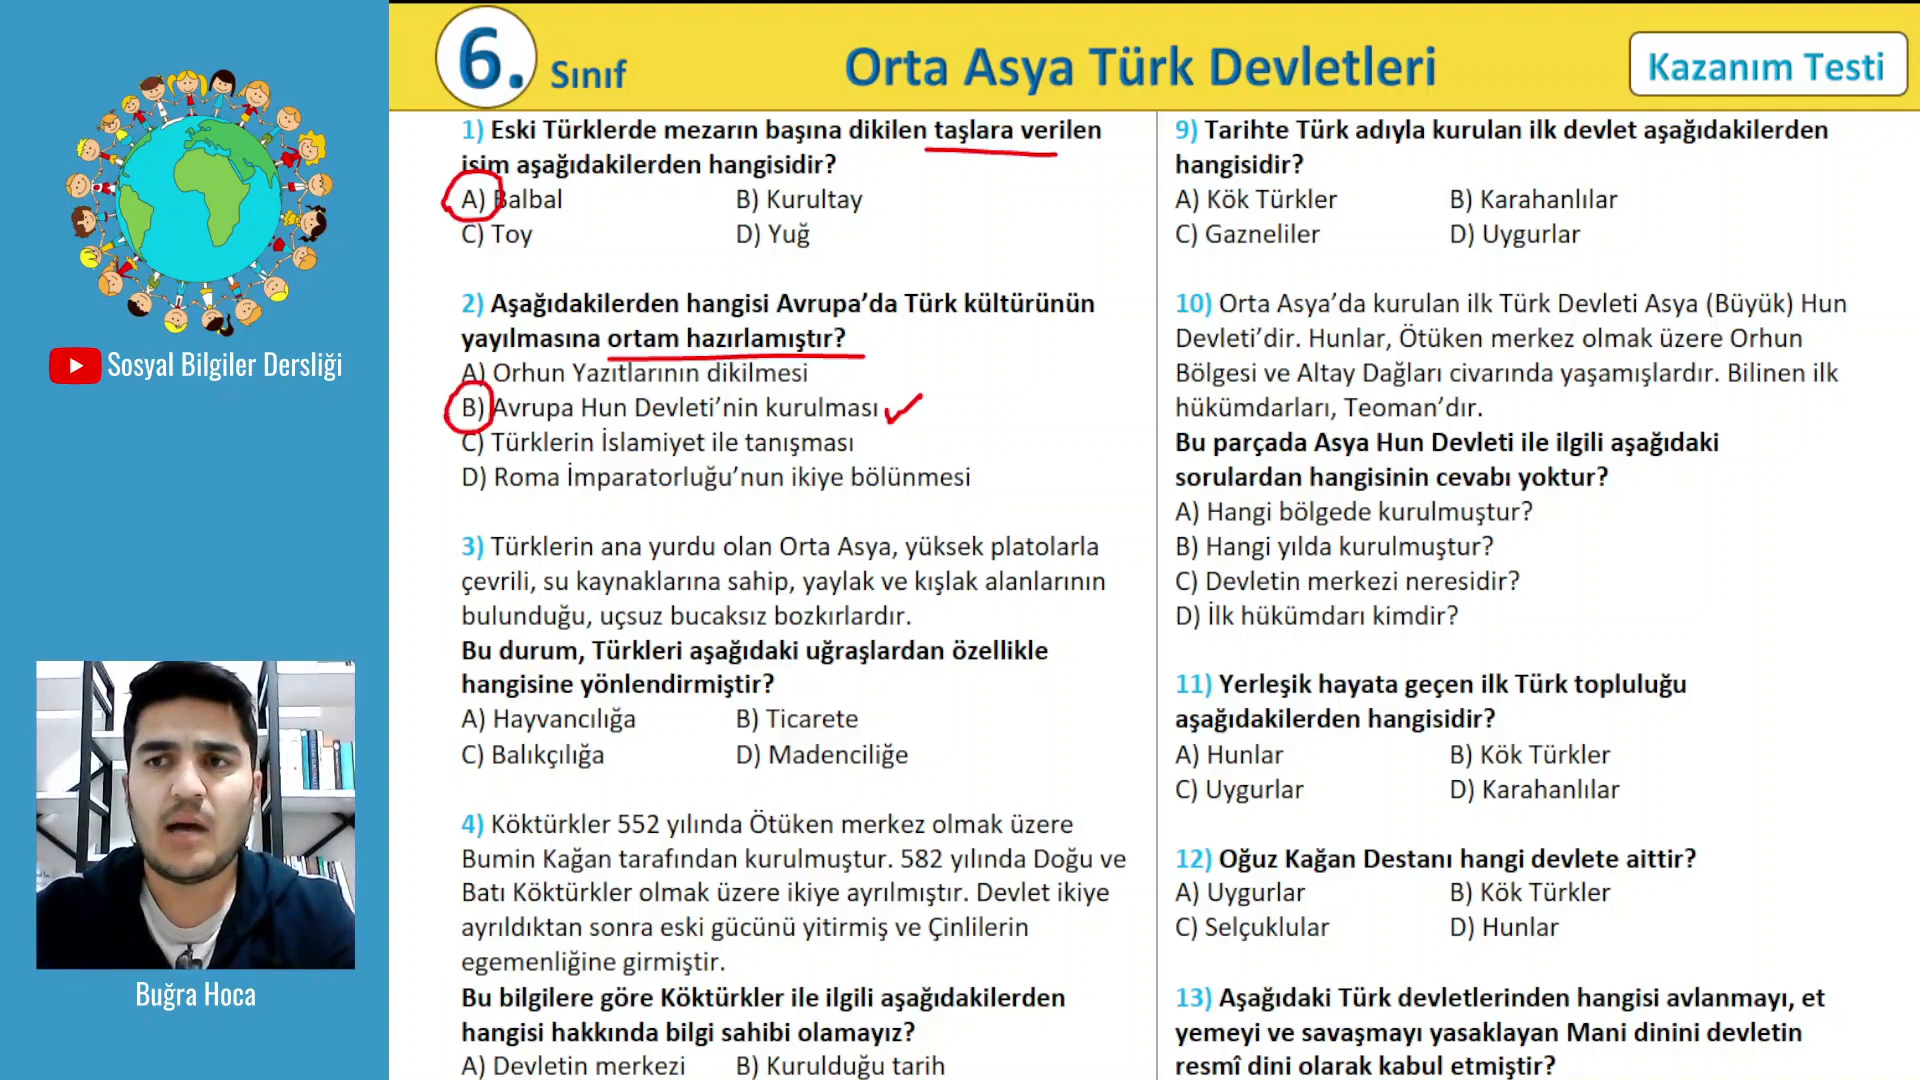 6. Sınıf
Orta Asya Türk Devletleri
Kazanım Testi
Sosyal Bilgiler Dersliği
Buğra Hoca
1) Eski Türklerde mezarın başına dikilen taşlara verilen
isim aşağıdakilerden hangisidir?
A) Balbal B) Kurultay
C) Toy D) Yuğ
2) Aşağıdakilerden hangisi Avrupa’da Türk kültürünün
yayılmasına ortam hazırlamıştır?
A) Orhun Yazıtlarının dikilmesi
B) Avrupa Hun Devleti’nin kurulması
C) Türklerin İslamiyet ile tanışması
D) Roma İmparatorluğu’nun ikiye bölünmesi
3) Türklerin ana yurdu olan Orta Asya, yüksek platolarla
çevrili, su kaynaklarına sahip, yaylak ve kışlak alanlarının
bulunduğu, uçsuz bucaksız bozkırlardır.
Bu durum, Türkleri aşağıdaki uğraşlardan özellikle
hangisine yönlendirmiştir?
A) Hayvancılığa B) Ticarete
C) Balıkçılığa D) Madenciliğe
4) Köktürkler 552 yılında Ötüken merkez olmak üzere
Bumin Kağan tarafından kurulmuştur. 582 yılında Doğu ve
Batı Köktürkler olmak üzere ikiye ayrılmıştır. Devlet ikiye
ayrıldıktan sonra eski gücünü yitirmiş ve Çinlilerin
egemenliğine girmiştir.
Bu bilgilere göre Köktürkler ile ilgili aşağıdakilerden
hangisi hakkında bilgi sahibi olamayız?
A) Devletin merkezi B) Kurulduğu tarih
9) Tarihte Türk adıyla kurulan ilk devlet aşağıdakilerden
hangisidir?
A) Kök Türkler B) Karahanlılar
C) Gazneliler D) Uygurlar
10) Orta Asya’da kurulan ilk Türk Devleti Asya (Büyük) Hun
Devleti’dir. Hunlar, Ötüken merkez olmak üzere Orhun
Bölgesi ve Altay Dağları civarında yaşamışlardır. Bilinen ilk
hükümdarları, Teoman’dır.
Bu parçada Asya Hun Devleti ile ilgili aşağıdaki
sorulardan hangisinin cevabı yoktur?
A) Hangi bölgede kurulmuştur?
B) Hangi yılda kurulmuştur?
C) Devletin merkezi neresidir?
D) İlk hükümdarı kimdir?
11) Yerleşik hayata geçen ilk Türk topluluğu
aşağıdakilerden hangisidir?
A) Hunlar B) Kök Türkler
C) Uygurlar D) Karahanlılar
12) Oğuz Kağan Destanı hangi devlete aittir?
A) Uygurlar B) Kök Türkler
C) Selçuklular D) Hunlar
13) Aşağıdaki Türk devletlerinden hangisi avlanmayı, et
yemeyi ve savaşmayı yasaklayan Mani dinini devletin
resmî dini olarak kabul etmiştir?